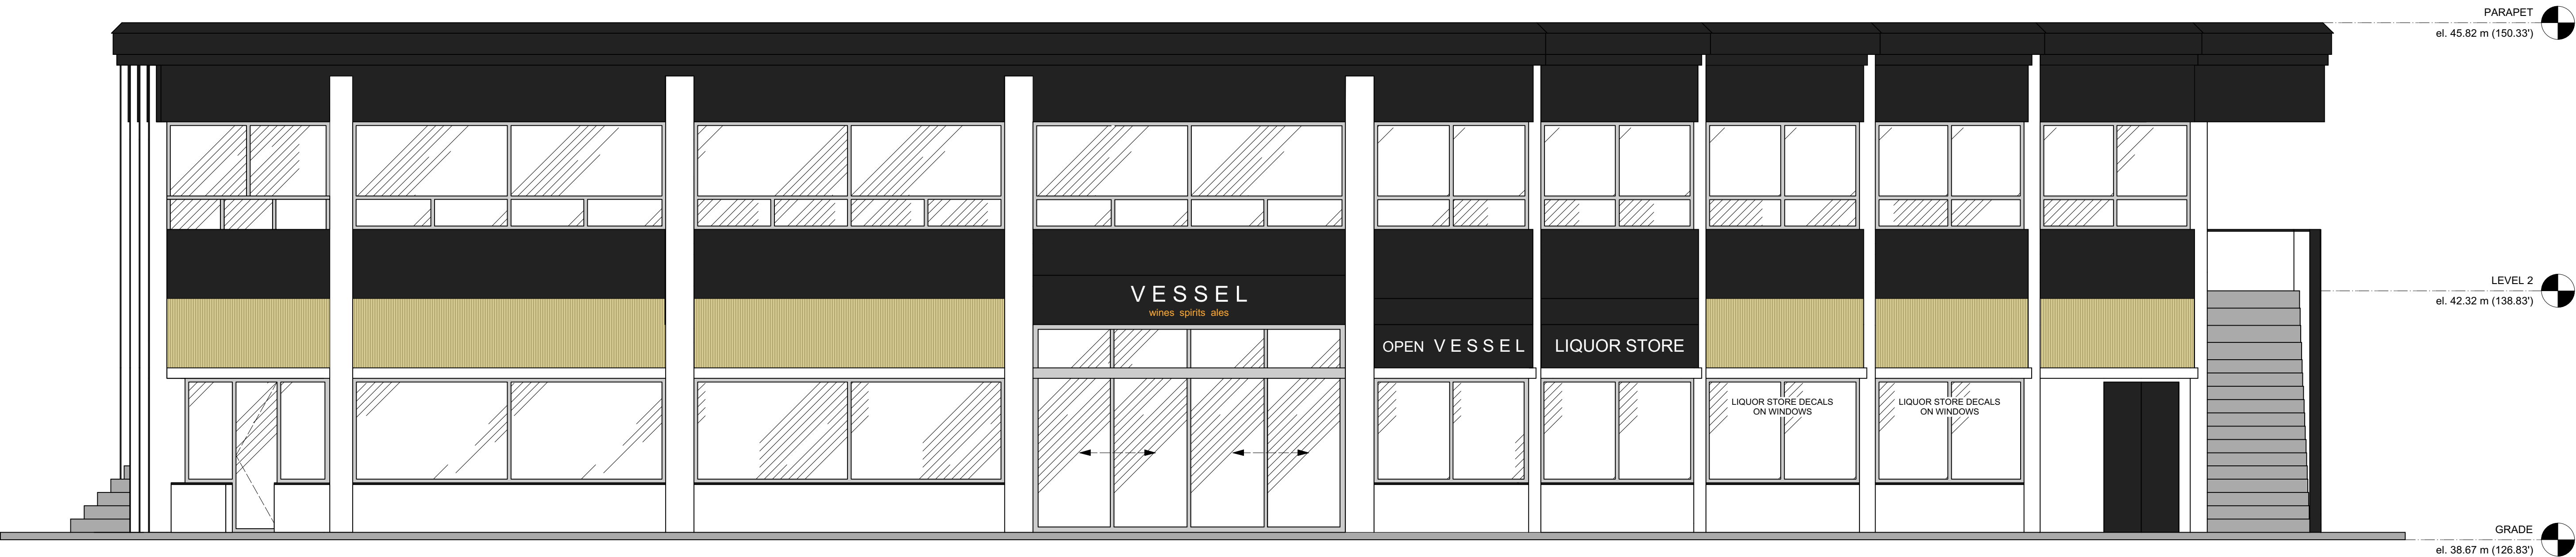 PARAPET
el. 45.82 m (150.33')
LEVEL 2
el. 42.32 m (138.83')
VESSEL
wines spirits ales
OPEN VESSEL
LIQUOR STORE
LIQUOR STORE DECALS
ON WINDOWS
LIQUOR STORE DECALS
ON WINDOWS
GRADE
el. 38.67 m (126.83')